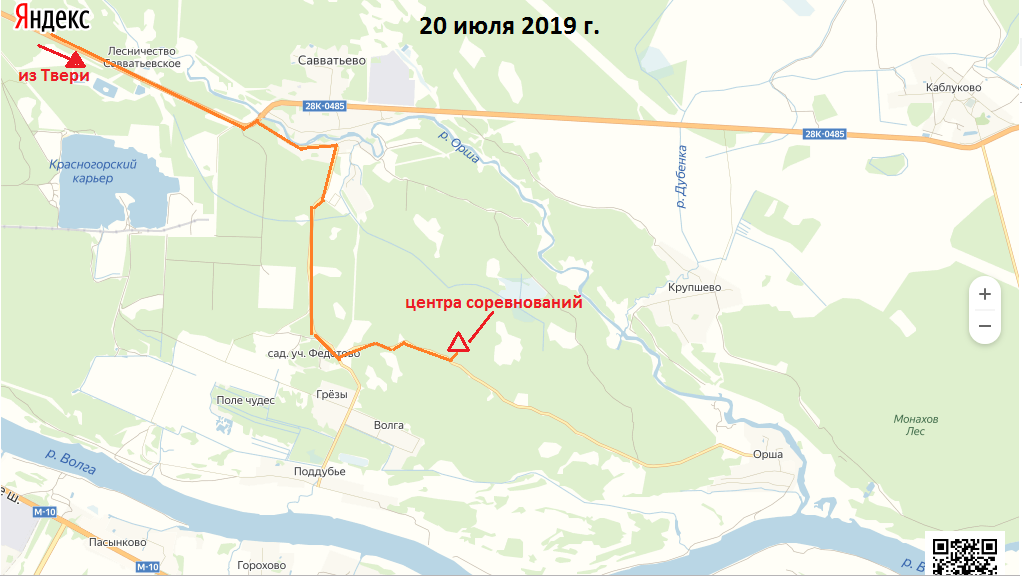 Яндекс
20 июля 2019 г.
из Твери
Лесничество
Савватьевское
Савватьево
28К-0485
28К-0485
Каблуково
р. Орша
р. Дубенка
Красногорский
карьер
Крупшево
центра соревнований
+
−
сад. уч. Федотово
Грёзы
Поле чудес
Волга
Монахов
Лес
Орша
р. Волга
Поддубье
е ш.
М-10
Пасынково
М-10
Горохово
р. В